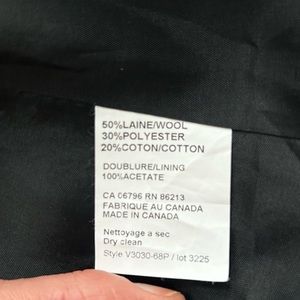 50%LAINE/WOOL
30%POLYESTER
20%COTON/COTTON
DOUBLURE/LINING
100%ACETATE
CA 06796 RN 86213
FABRIQUE AU CANADA
MADE IN CANADA
Nettoyage a sec
Dry clean
Style V3030-68P / lot 3225